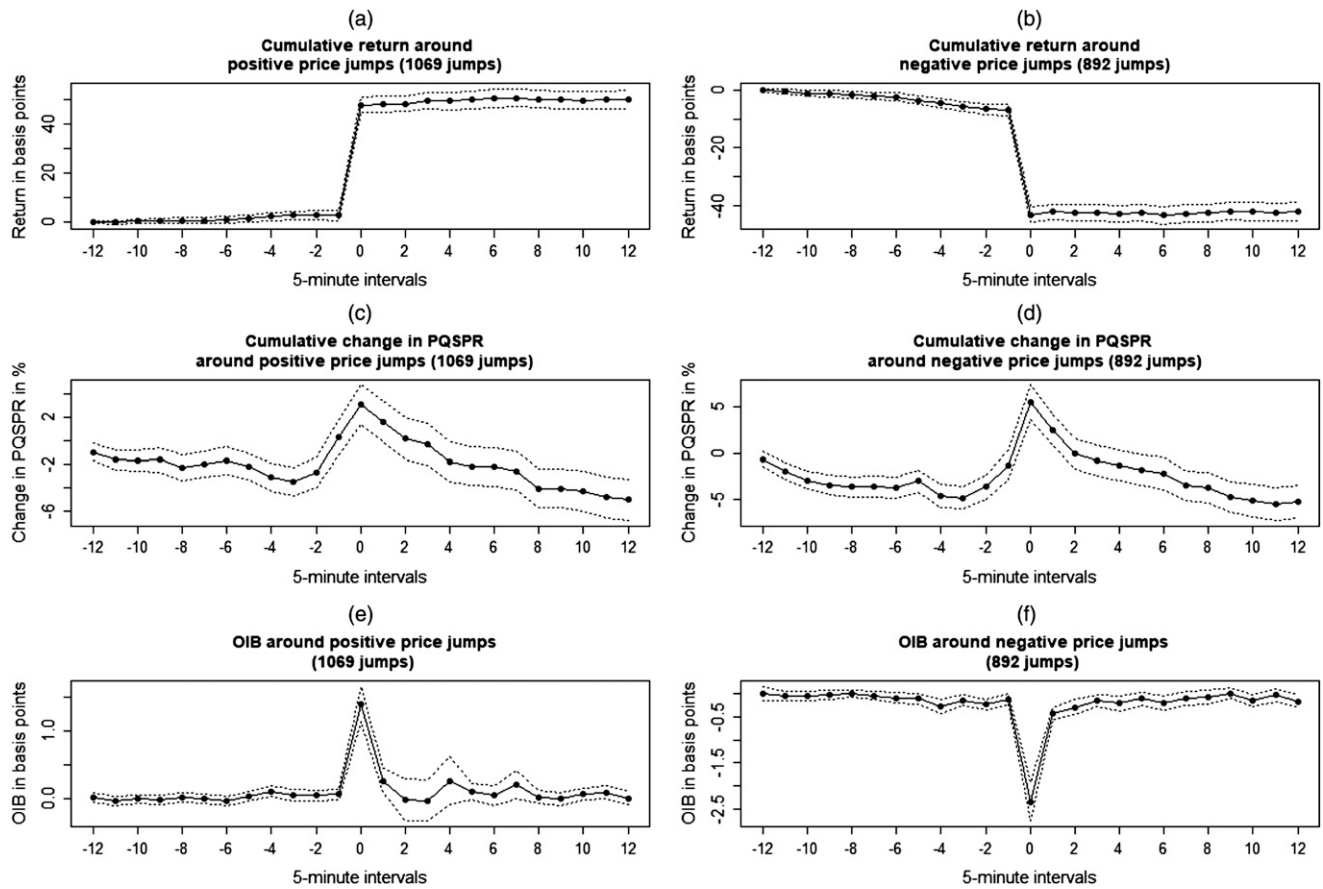 (a)
Cumulative return around
positive price jumps (1069 jumps)
Return in basis points
0 20 40
-12 -10 -8 -6 -4 -2 0 2 4 6 8 10 12
5-minute intervals
(b)
Cumulative return around
negative price jumps (892 jumps)
Return in basis points
-40 -20 0
-12 -10 -8 -6 -4 -2 0 2 4 6 8 10 12
5-minute intervals
(c)
Cumulative change in PQSPR
around positive price jumps (1069 jumps)
Change in PQSPR in %
-6 -2 2
-12 -10 -8 -6 -4 -2 0 2 4 6 8 10 12
5-minute intervals
(d)
Cumulative change in PQSPR
around negative price jumps (892 jumps)
Change in PQSPR in %
-5 0 5
-12 -10 -8 -6 -4 -2 0 2 4 6 8 10 12
5-minute intervals
(e)
OIB around positive price jumps
(1069 jumps)
OIB in basis points
0.0 1.0
-12 -10 -8 -6 -4 -2 0 2 4 6 8 10 12
5-minute intervals
(f)
OIB around negative price jumps
(892 jumps)
OIB in basis points
-2.5 -1.5 -0.5
-12 -10 -8 -6 -4 -2 0 2 4 6 8 10 12
5-minute intervals